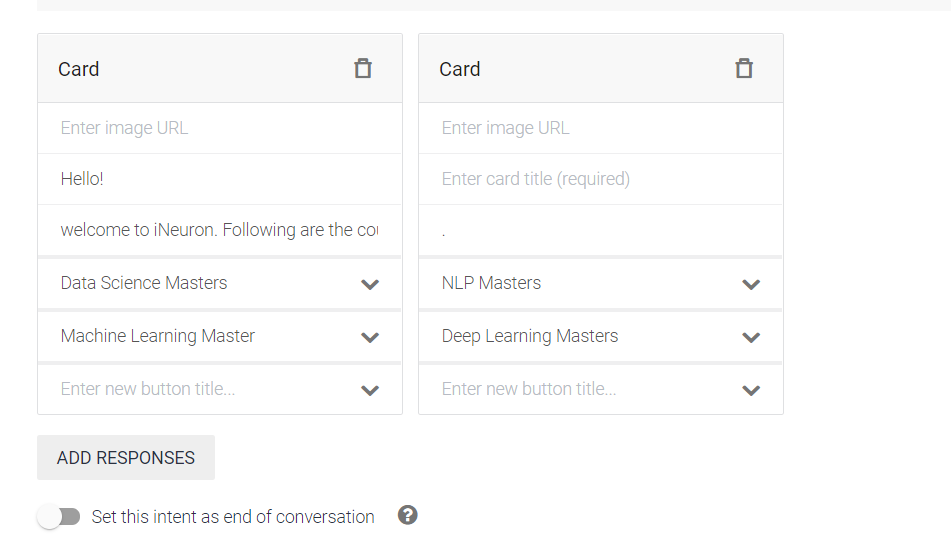 Card
Enter image URL
Hello!
welcome to iNeuron. Following are the
Data Science Masters
Machine Learning Master
Enter new button title...
Card
Enter image URL
Enter card title (required)
.
NLP Masters
Deep Learning Masters
Enter new button title...
ADD RESPONSES
Set this intent as end of conversation ?